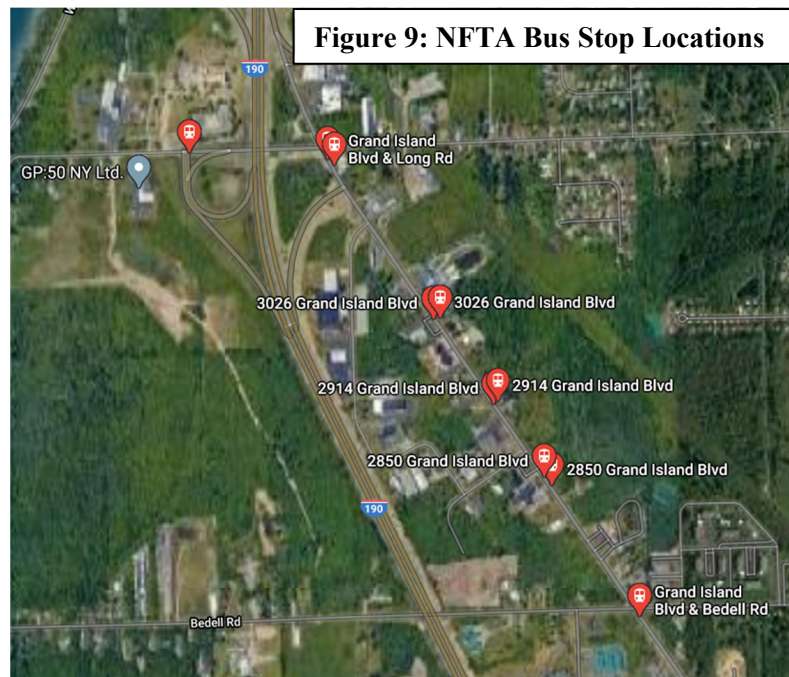 Figure 9: NFTA Bus Stop Locations
190
Grand Island
Blvd & Long Rd
GP:50 NY Ltd.
3026 Grand Island Blvd
3026 Grand Island Blvd
2914 Grand Island Blvd
2914 Grand Island Blvd
2850 Grand Island Blvd
2850 Grand Island Blvd
190
Grand Island
Blvd & Bedell Rd
Bedell Rd